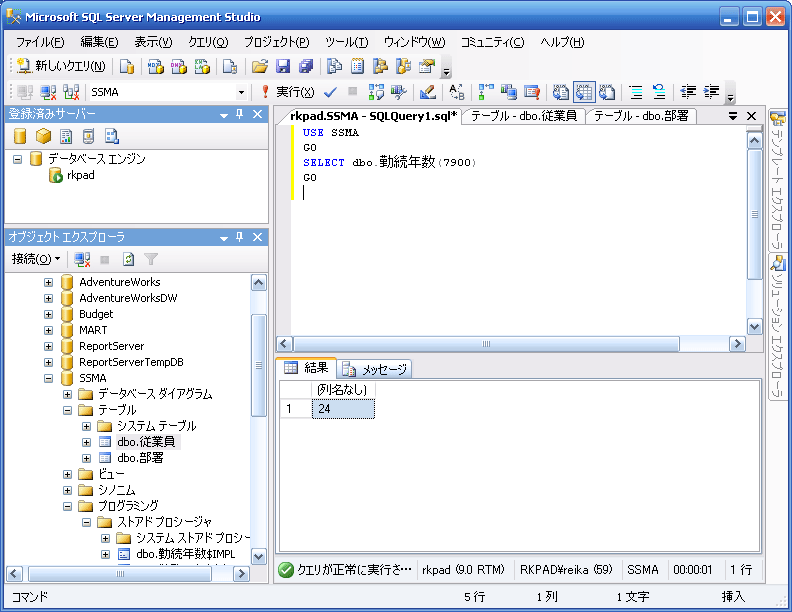 Microsoft SQL Server Management Studio
ファイル(F) 編集(E) 表示(V) クエリ(Q) プロジェクト(P) ツール(T) ウィンドウ(W) コミュニティ(C) ヘルプ(H)
新しいクエリ(N)
SSMA 実行(X)
登録済みサーバー
データベース エンジン
rkpad
オブジェクト エクスプローラ
接続(O)
AdventureWorks
AdventureWorksDW
Budget
MART
ReportServer
ReportServerTempDB
SSMA
データベース ダイアグラム
テーブル
システム テーブル
dbo.従業員
dbo.部署
ビュー
シノニム
プログラミング
ストアド プロシージャ
システム ストアド プロシー
dbo.勤続年数$IMPL
rkpad.SSMA - SQLQuery1.sql* テーブル - dbo.従業員 テーブル - dbo.部署
USE SSMA
GO
SELECT dbo.勤続年数(7900)
GO
結果 メッセージ
(列名なし)
1 24
クエリが正常に実行さ… rkpad (9.0 RTM) RKPAD¥reika (59) SSMA 00:00:01 1 行
テンプレート エクスプローラ
ソリューション エクスプローラ
コマンド 5 行 1 列 1 文字 挿入